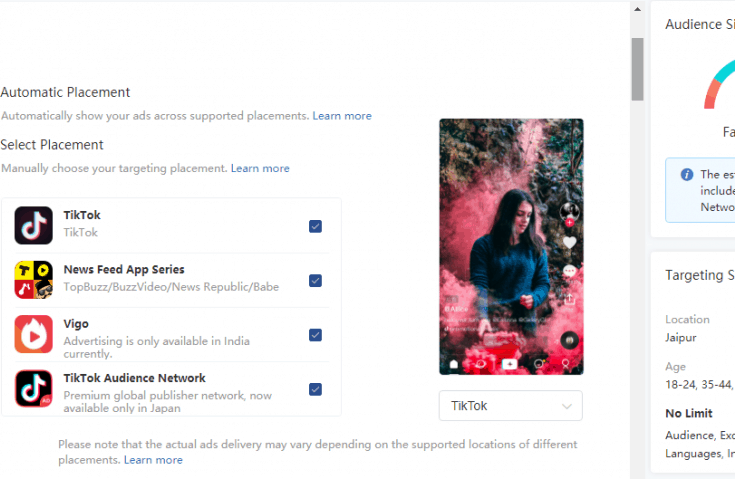 Automatic Placement
Automatically show your ads across supported placements. Learn more
Select Placement
Manually choose your targeting placement. Learn more
TikTok
TikTok
News Feed App Series
TopBuzz/BuzzVideo/News Republic/Babe
Vigo
Advertising is only available in India
currently.
TikTok Audience Network
Premium global publisher network, now
available only in Japan
AD
TikTok
Please note that the actual ads delivery may vary depending on the supported locations of different
placements. Learn more
Audience Si
Fa
The est
include
Netwo
Targeting S
Location
Jaipur
Age
18-24, 35-44,
No Limit
Audience, Exc
Languages, In